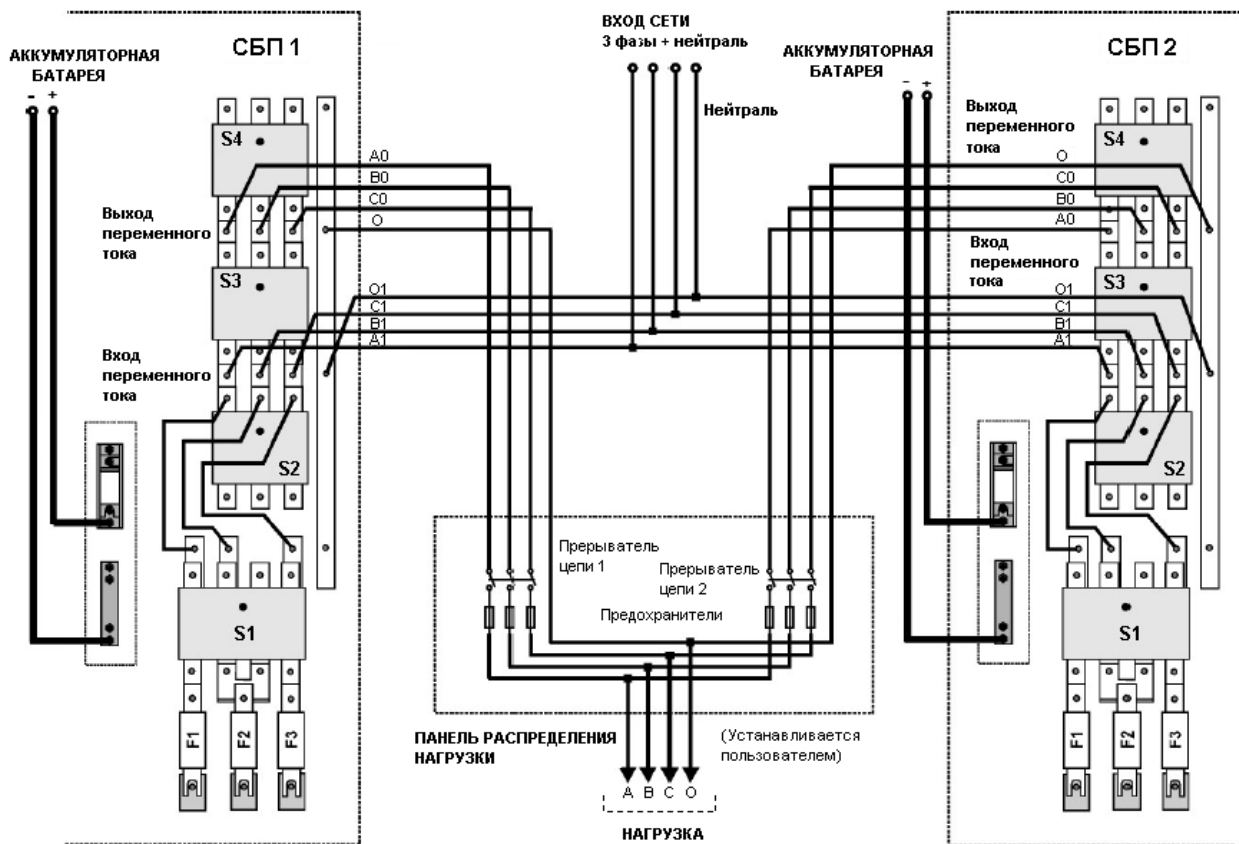 ВХОД СЕТИ
3 фазы + нейтраль
СБП 1
СБП 2
АККУМУЛЯТОРНАЯ
БАТАРЕЯ
- +
АККУМУЛЯТОРНАЯ
БАТАРЕЯ
- +
Нейтраль
Выход
переменного
тока
S4
S4
A0
B0
C0
O
O
C0
B0
A0
Выход
переменного
тока
Вход
переменного
тока
S3
S3
O1
C1
B1
A1
O1
C1
B1
A1
Вход
переменного
тока
S2
S2
Прерыватель
цепи 1
Прерыватель
цепи 2
Предохранители
S1
S1
F1
F2
F3
F1
F2
F3
ПАНЕЛЬ РАСПРЕДЕЛЕНИЯ
НАГРУЗКИ
(Устанавливается
пользователем)
A B C O
НАГРУЗКА